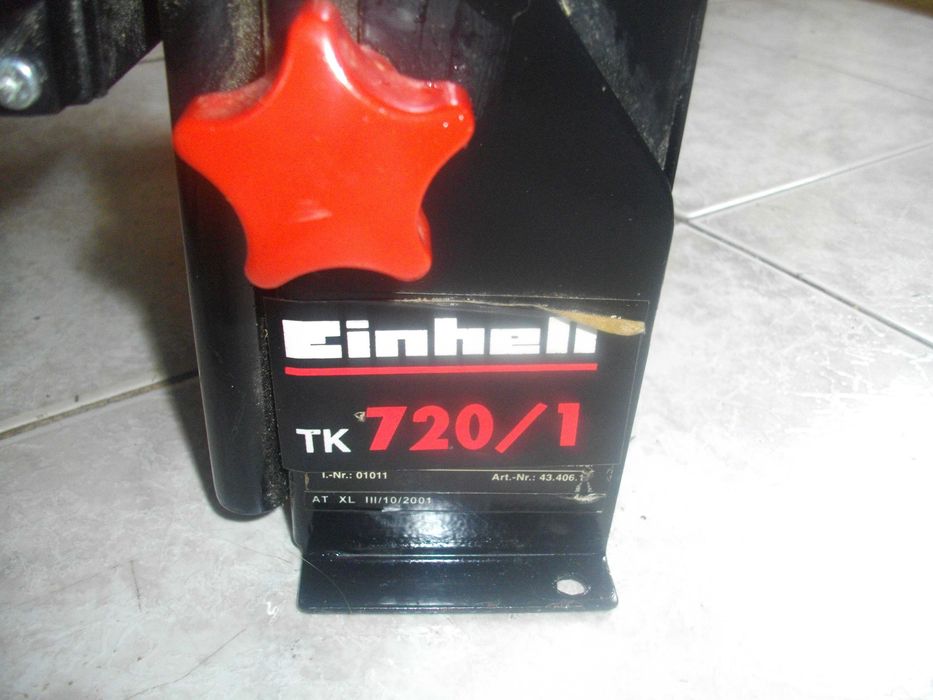 Einhell
TK 720/1
I.-Nr.: 01011 Art.-Nr.: 43.406.1
AT XL III/10/2001